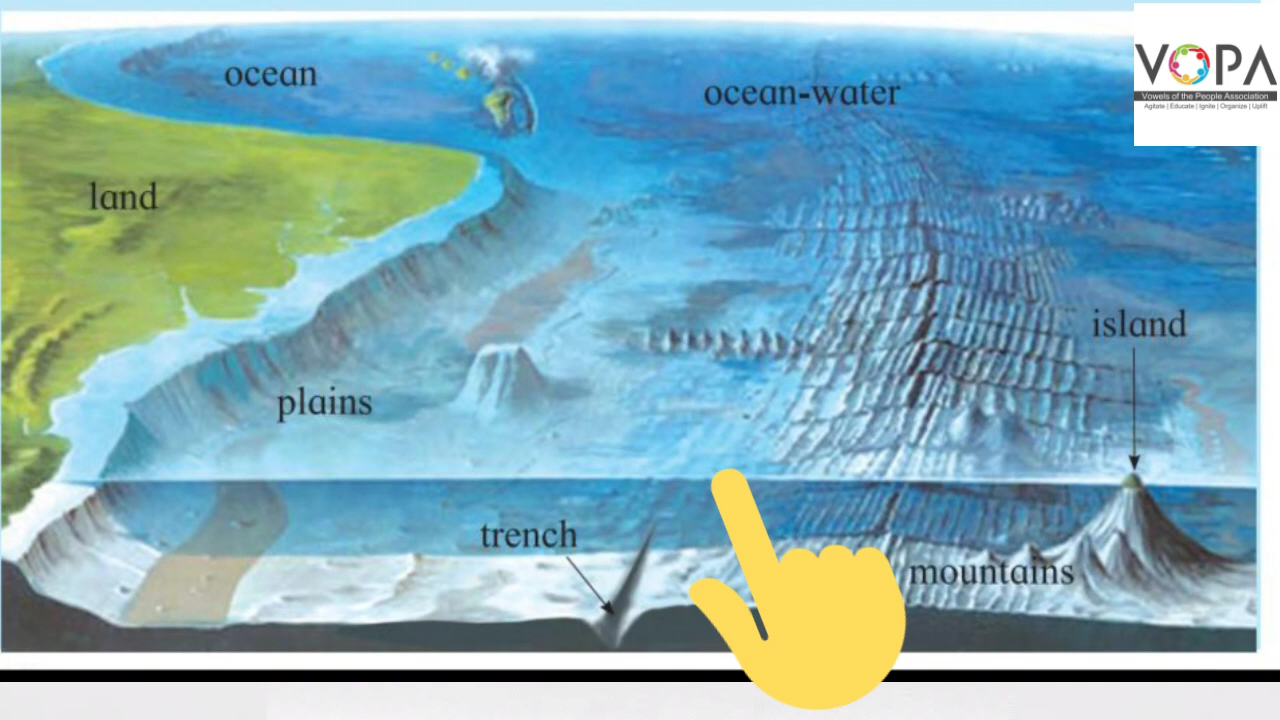 ocean
ocean-water
VOPA
Vowels of the People Association
Agitate | Educate | Ignite | Organize | Uplift
land
island
plains
trench
mountains